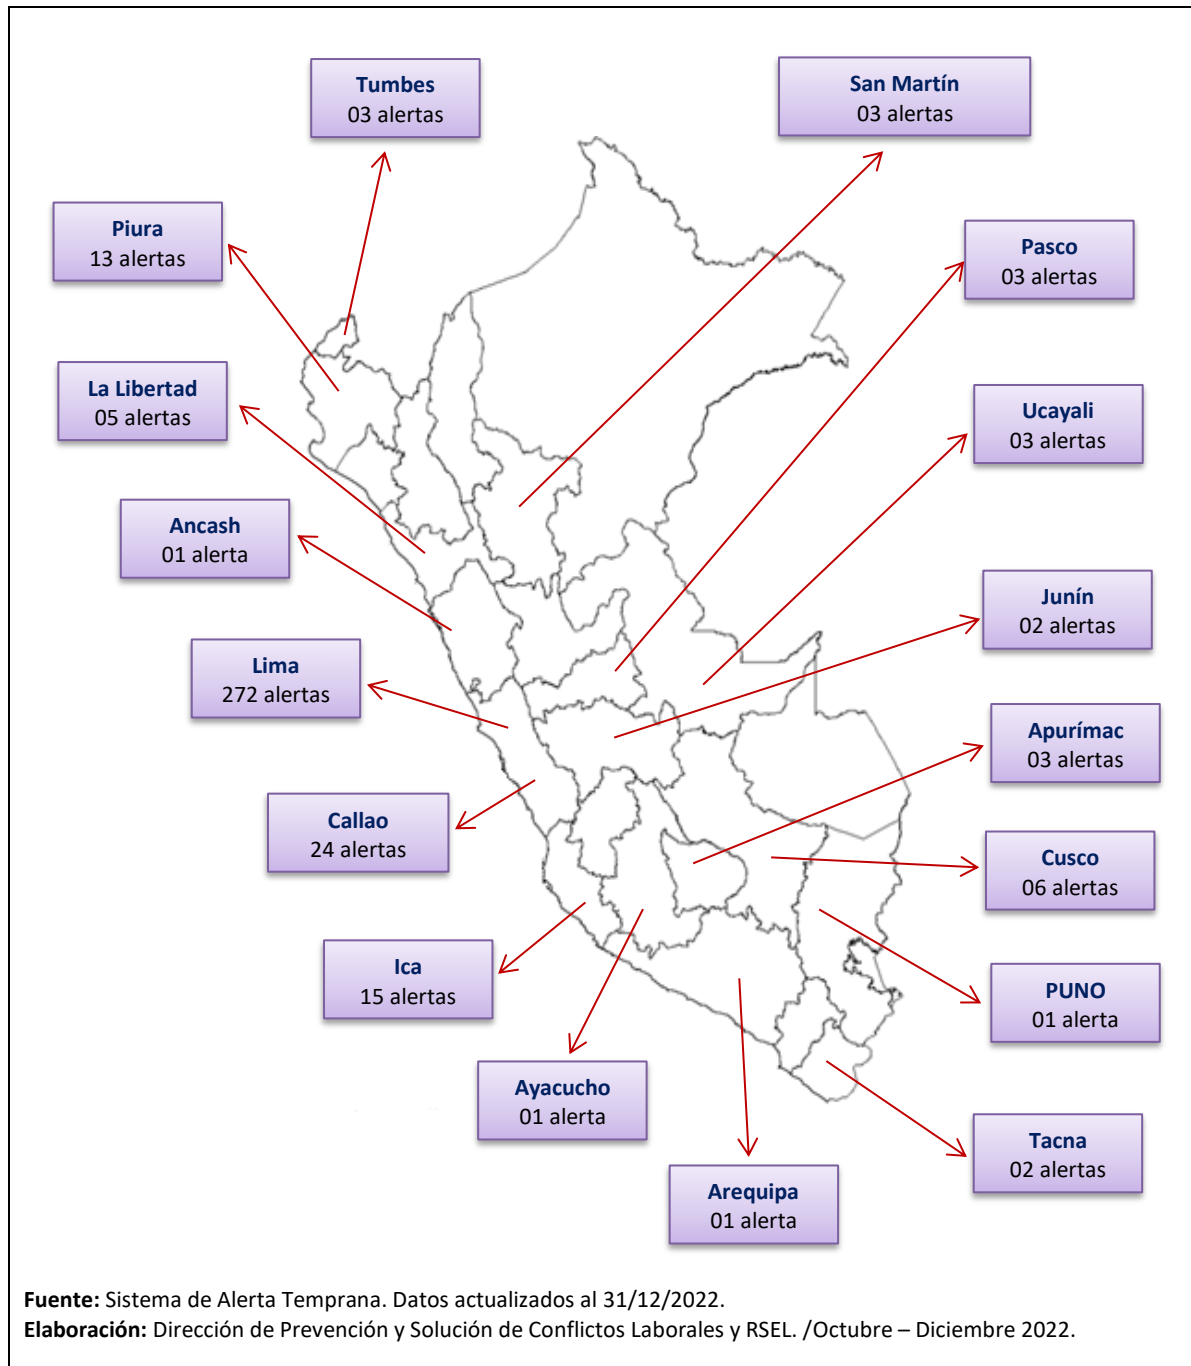 Tumbes
03 alertas
San Martín
03 alertas
Piura
13 alertas
Pasco
03 alertas
La Libertad
05 alertas
Ucayali
03 alertas
Ancash
01 alerta
Junín
02 alertas
Lima
272 alertas
Apurímac
03 alertas
Callao
24 alertas
Cusco
06 alertas
Ica
15 alertas
PUNO
01 alerta
Ayacucho
01 alerta
Tacna
02 alertas
Arequipa
01 alerta
Fuente: Sistema de Alerta Temprana. Datos actualizados al 31/12/2022.
Elaboración: Dirección de Prevención y Solución de Conflictos Laborales y RSEL. /Octubre – Diciembre 2022.